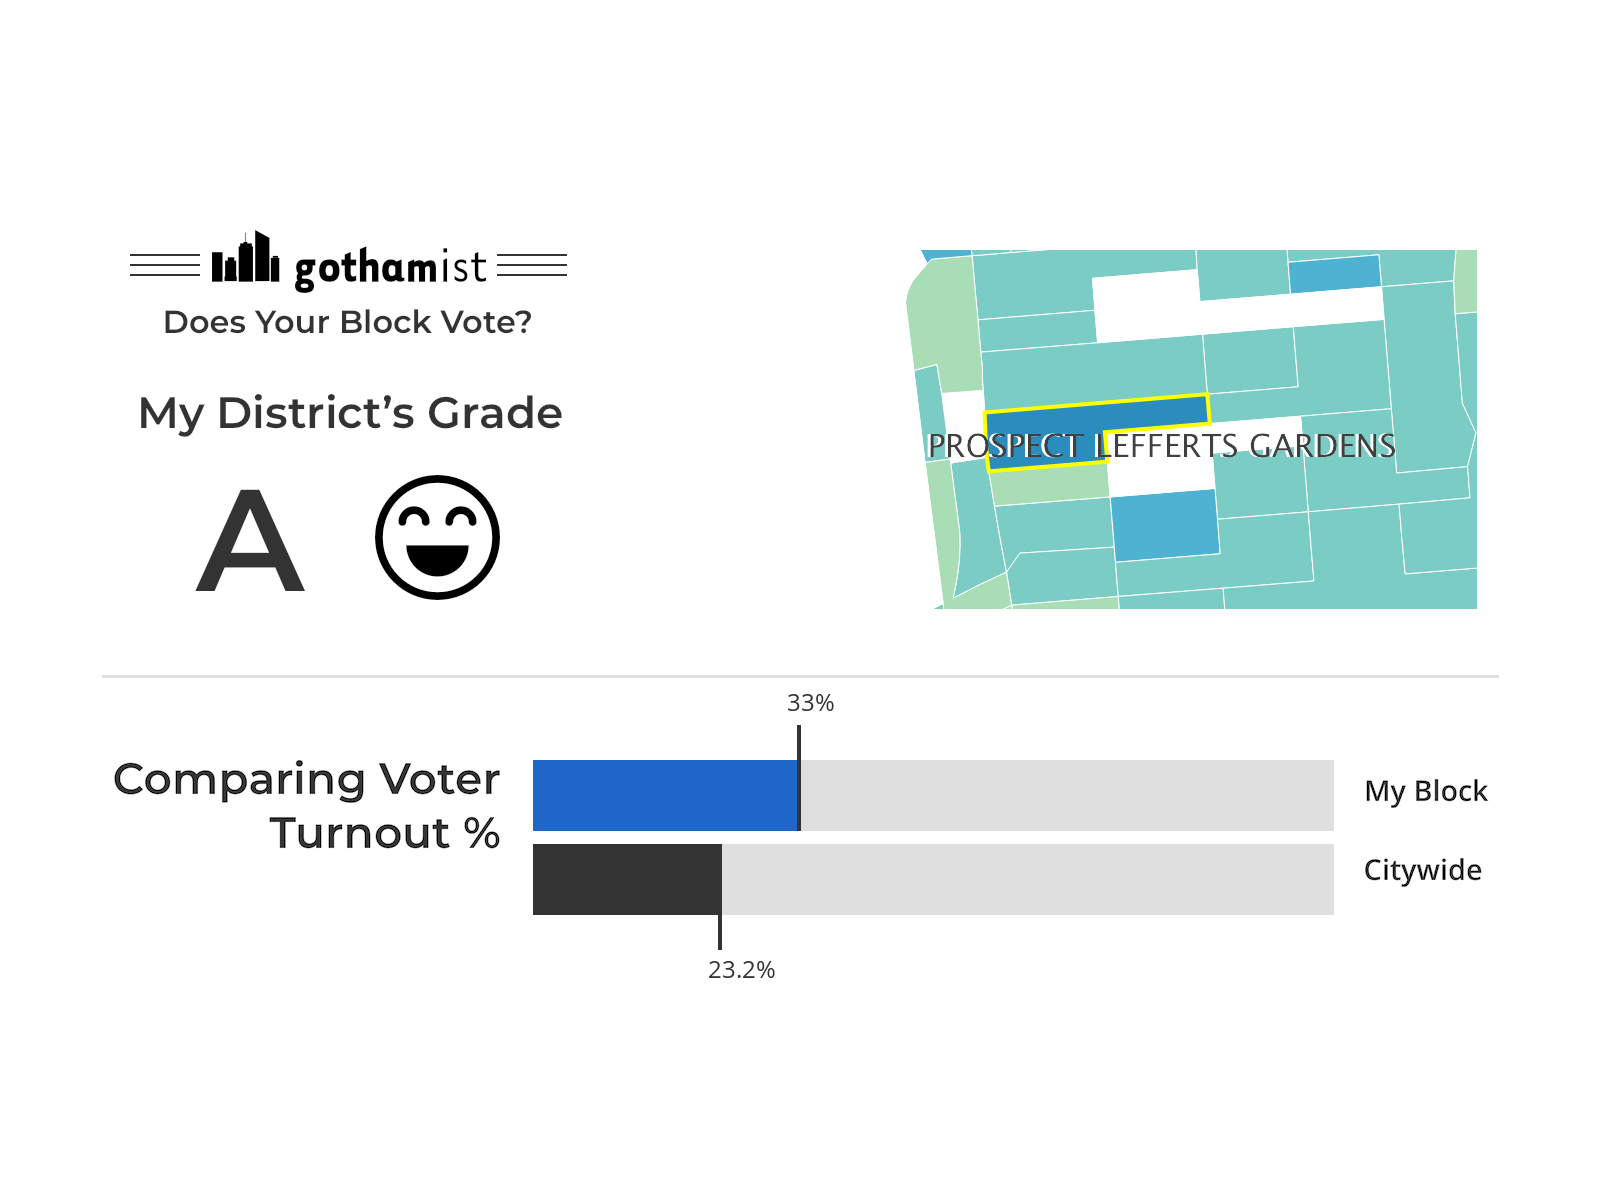 gothamist
Does Your Block Vote?
My District’s Grade
A
PROSPECT LEFFERTS GARDENS
33%
Comparing Voter
Turnout %
My Block
Citywide
23.2%